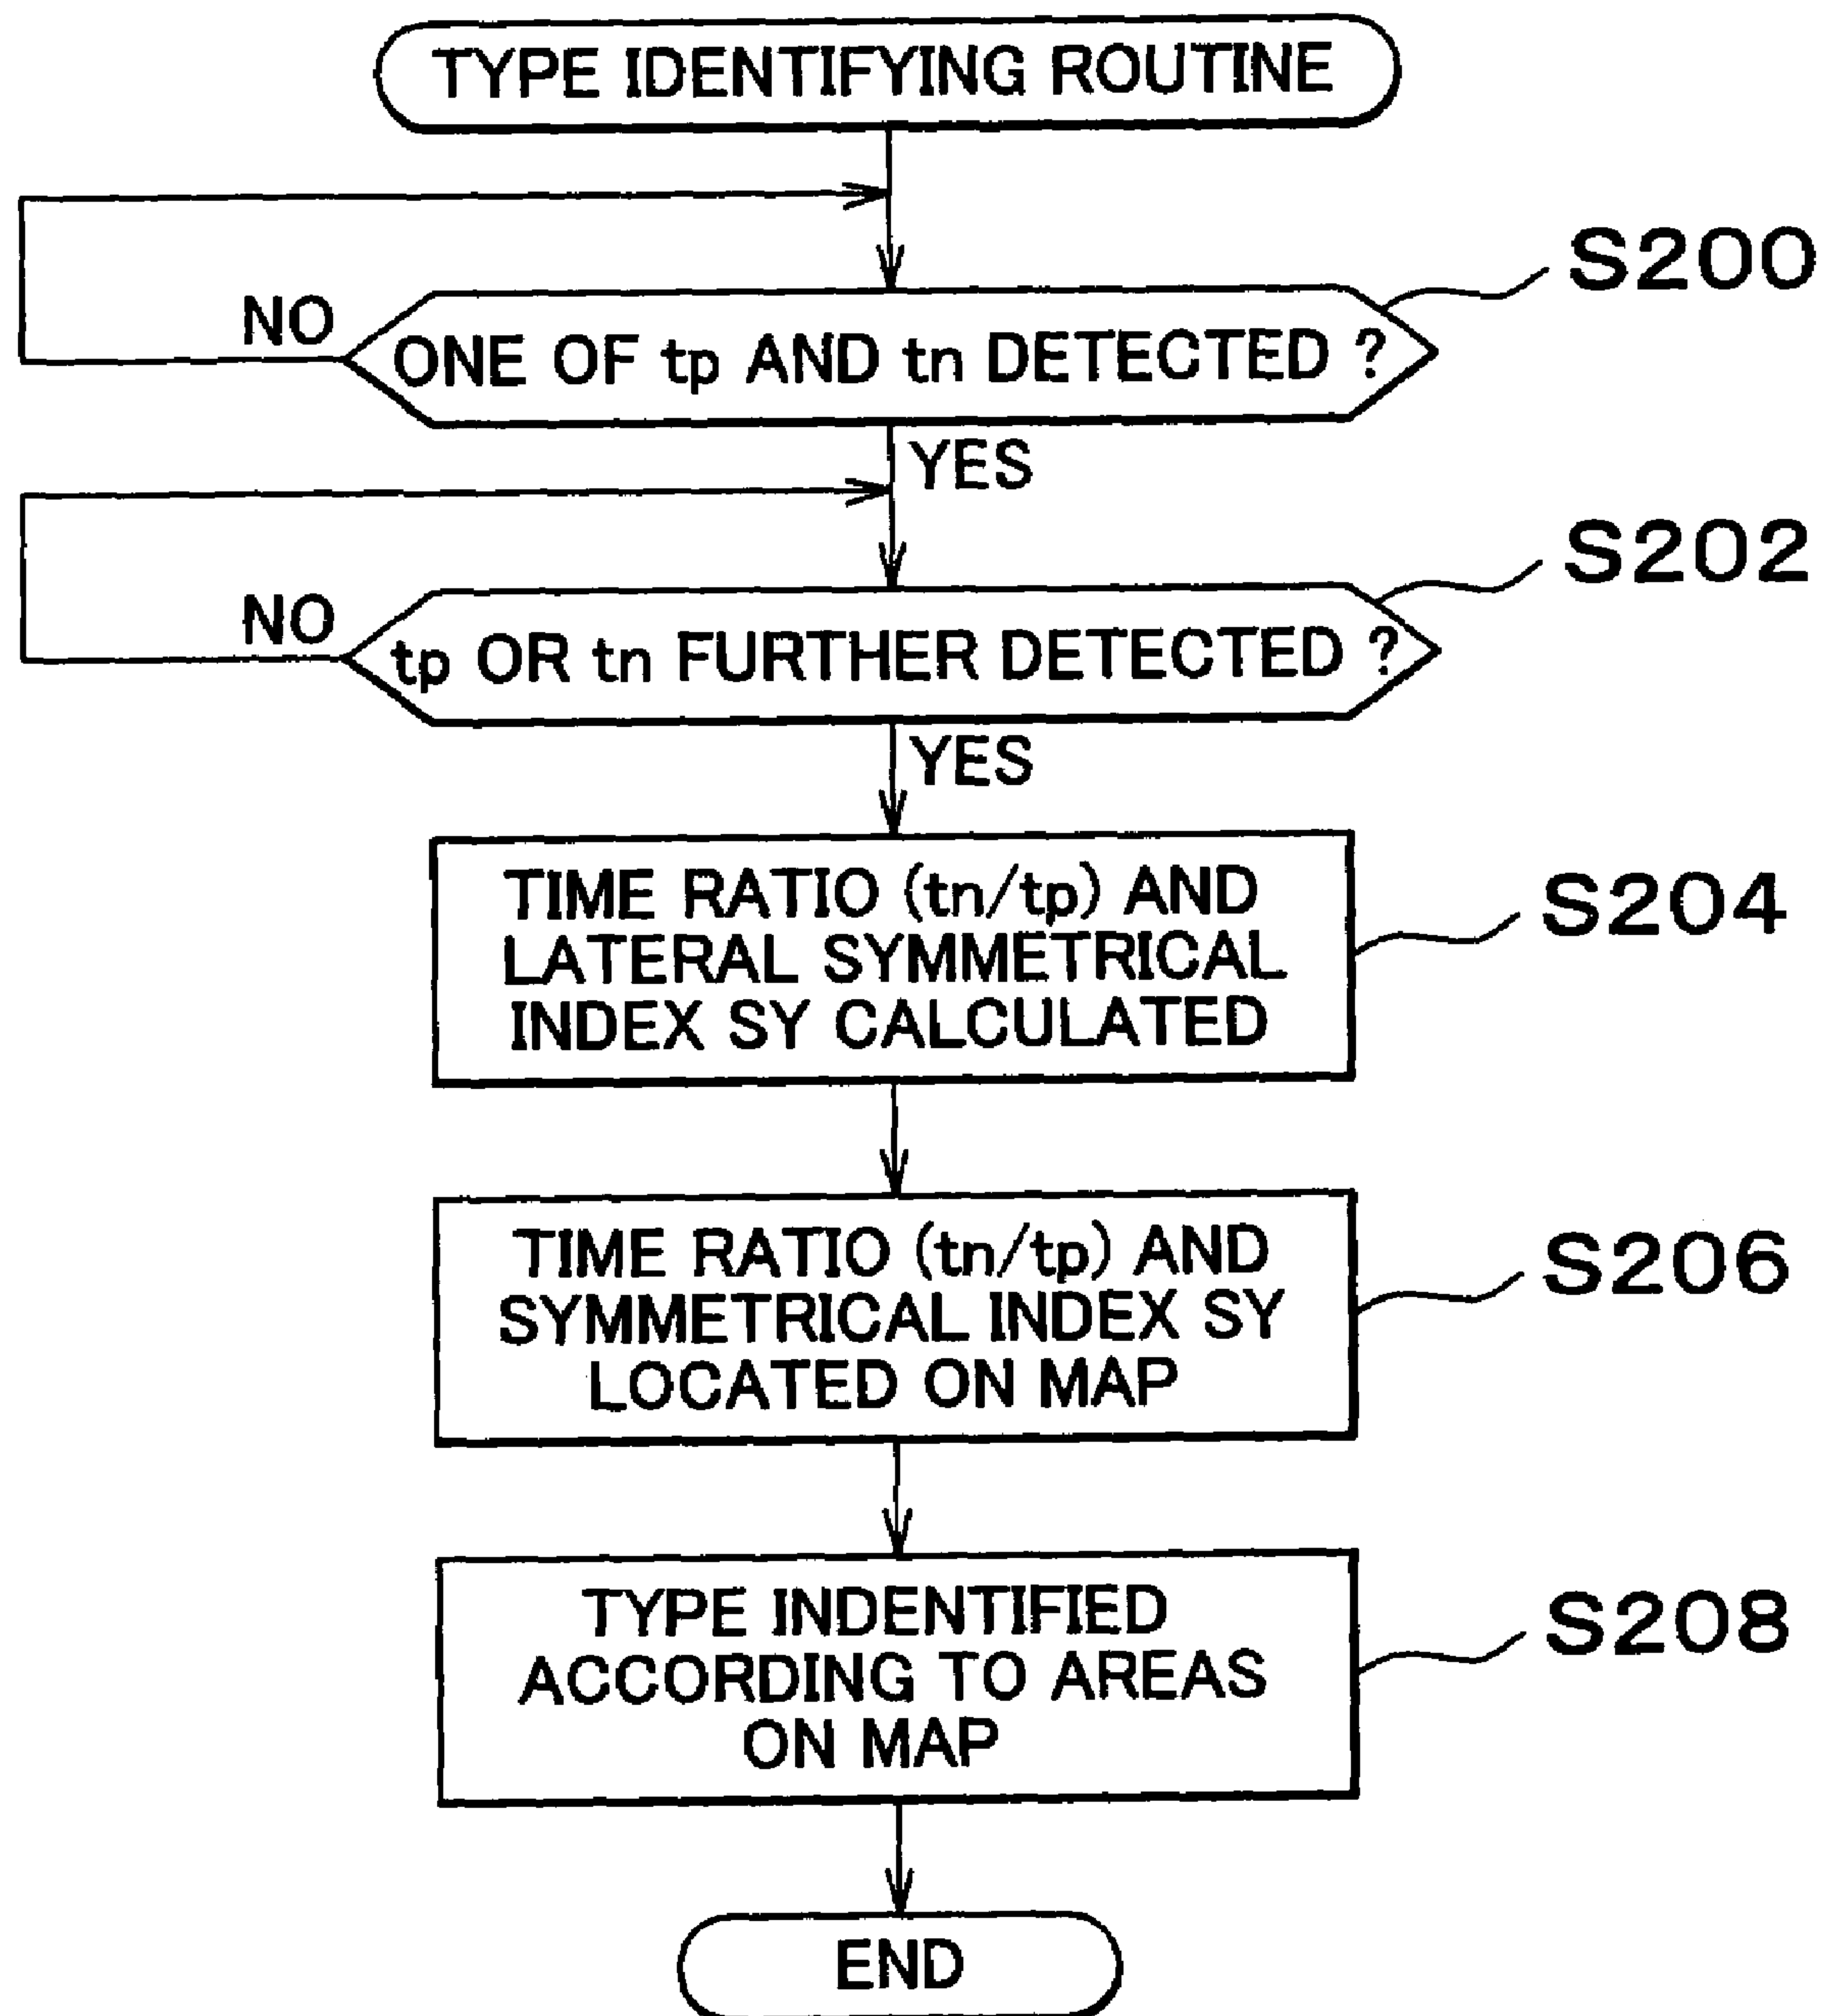 TYPE IDENTIFYING ROUTINE
S200
NO
ONE OF tp AND tn DETECTED ?
YES
S202
NO
tp OR tn FURTHER DETECTED ?
YES
TIME RATIO (tn/tp) AND
LATERAL SYMMETRICAL
INDEX SY CALCULATED
S204
TIME RATIO (tn/tp) AND
SYMMETRICAL INDEX SY
LOCATED ON MAP
S206
TYPE INDENTIFIED
ACCORDING TO AREAS
ON MAP
S208
END